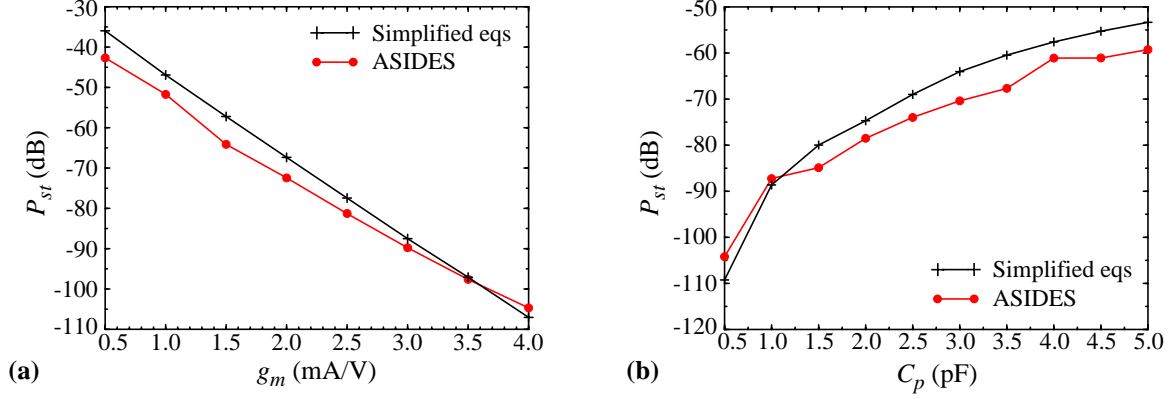 -30
-40
-50
-60
-70
-80
-90
-100
-110
P_st (dB)
Simplified eqs
ASIDES
0.5 1.0 1.5 2.0 2.5 3.0 3.5 4.0
(a) g_m (mA/V)
-50
-60
-70
-80
-90
-100
-110
-120
P_st (dB)
Simplified eqs
ASIDES
0.5 1.0 1.5 2.0 2.5 3.0 3.5 4.0 4.5 5.0
(b) C_p (pF)